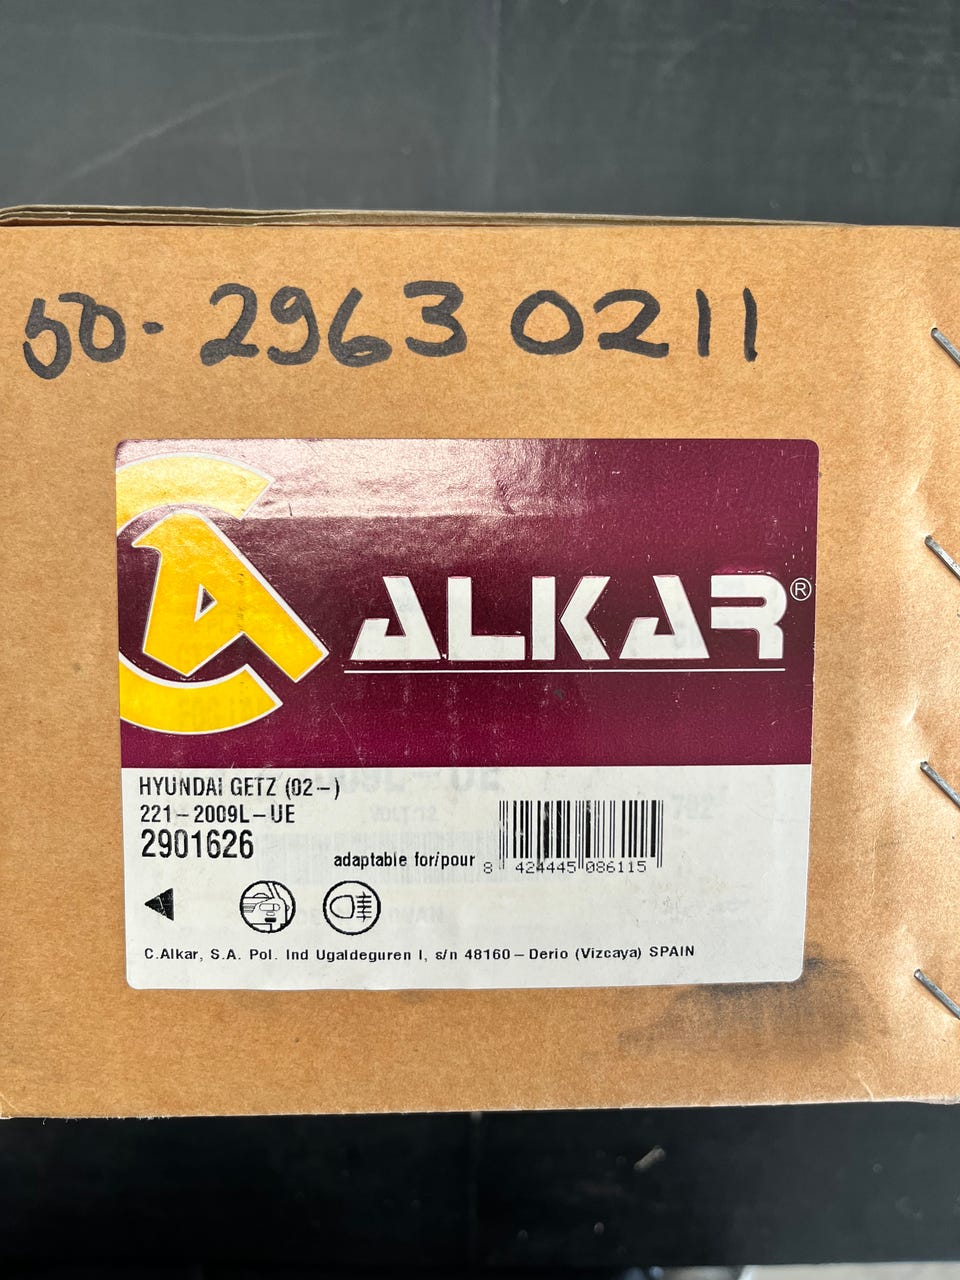 50-2963 0211
ALKAR®
HYUNDAI GETZ (02-)
221-2009L-UE
2901626
adaptable for/pour
8 424445 086115
C.Alkar, S.A. Pol. Ind Ugaldeguren I, s/n 48160-Derio (Vizcaya) SPAIN